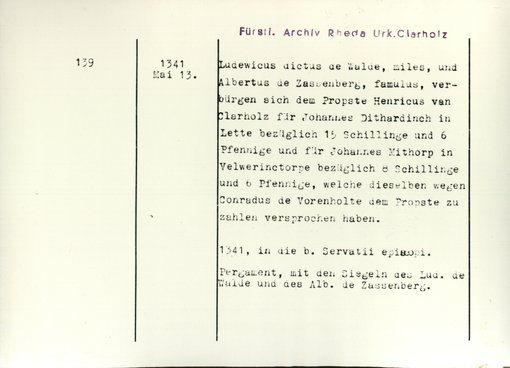 Fürstl. Archiv Rheda Urk.Clarholz
139
1341
Mai 13.
Ludewicus dictus de Walde, miles, und
Albertus de Zassenberg, famulus, ver-
bürgen sich dem Propste Henricus van
Clarholz für Johannes Dithardinch in
Lette bezüglich 15 Schillinge und 6
Pfennige und für Johannes Mithorp in
Velwerinctorpe bezüglich 8 Schillinge
und 6 Pfennige, welche dieselben wegen
Conradus de Vorenholte dem Propste zu
zahlen versprochen haben.
1341, in die b. Servatii episcopi.
Pergament, mit den Siegeln des Lud. de
Walde und des Alb. de Zassenberg.